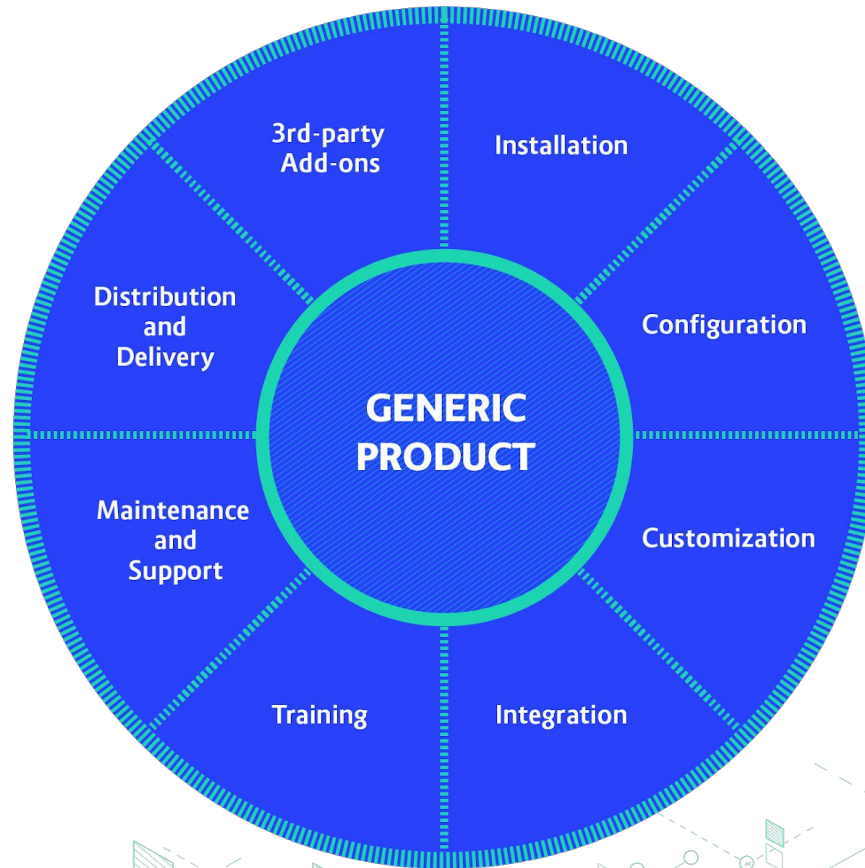 3rd-party
Add-ons
Installation
Distribution
and
Delivery
Configuration
GENERIC
PRODUCT
Maintenance
and
Support
Customization
Training
Integration